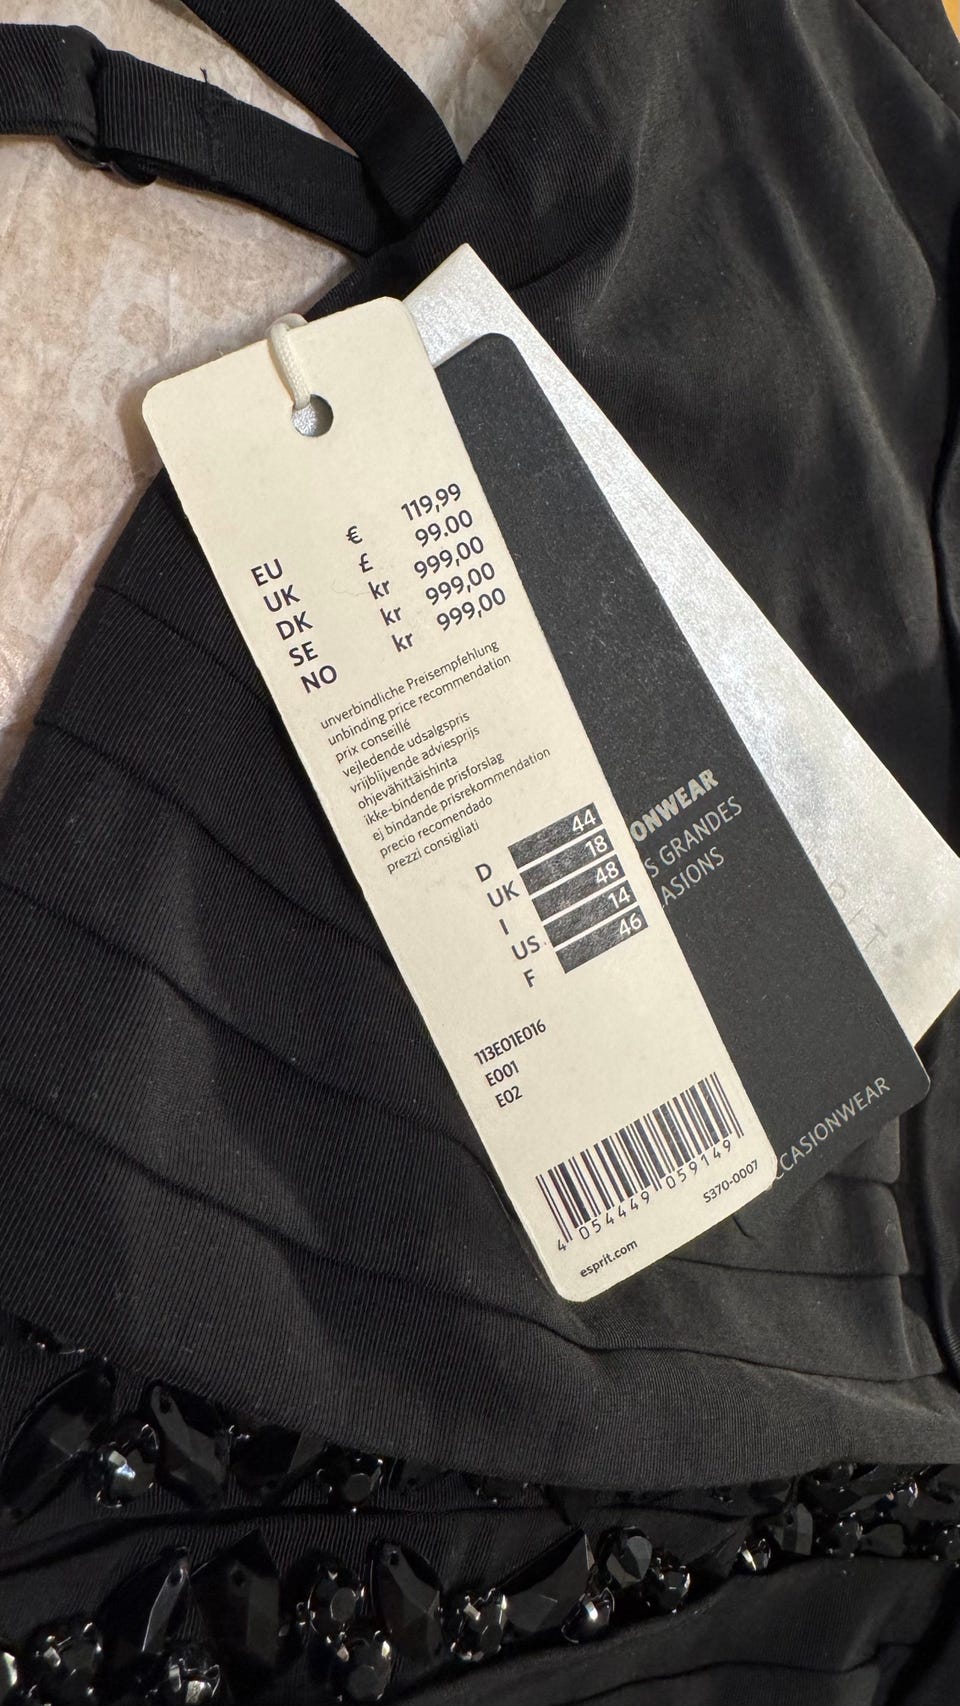 EU € 119,99
UK £ 99.00
DK kr 999,00
SE kr 999,00
NO kr 999,00
unverbindliche Preisempfehlung
unbinding price recommendation
prix conseillé
vejledende udsalgspris
vrijblijvende adviesprijs
ohjevähittäishinta
ikke-bindende prisforslag
ej bindande prisrekommendation
precio recomendado
prezzi consigliati
D 44
UK 18
I 48
US 14
F 46
113E01E016
E001
E02
4 054449 059149
S370-0007
esprit.com
ONWEAR
S GRANDES
ASIONS
CCASIONWEAR